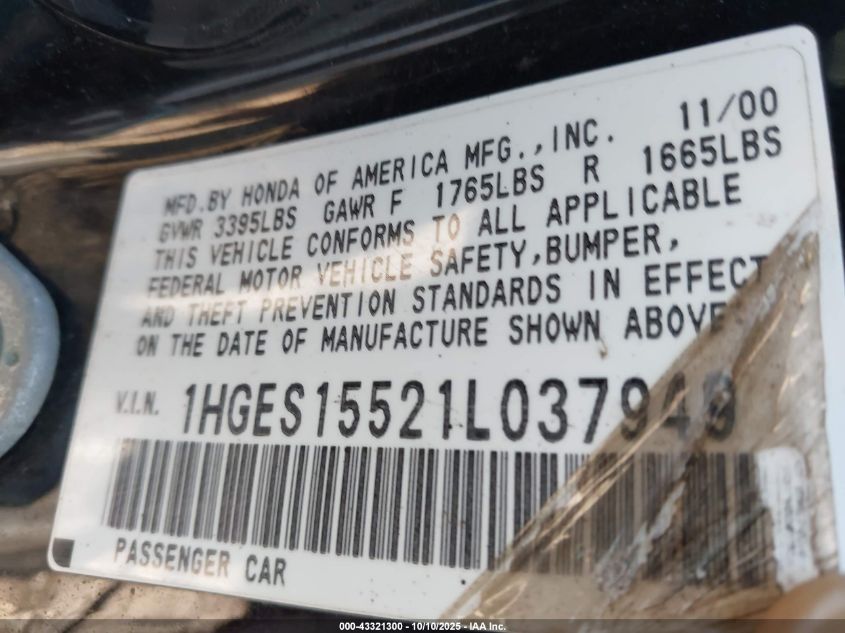 11/00
MFD. BY HONDA OF AMERICA MFG., INC.
GVWR 3395LBS GAWR F 1765LBS R 1665LBS
THIS VEHICLE CONFORMS TO ALL APPLICABLE
FEDERAL MOTOR VEHICLE SAFETY, BUMPER,
AND THEFT PREVENTION STANDARDS IN EFFECT
ON THE DATE OF MANUFACTURE SHOWN ABOVE
V.I.N. 1HGES15521L037949
PASSENGER CAR
000-43321300 - 10/10/2025 - IAA Inc.